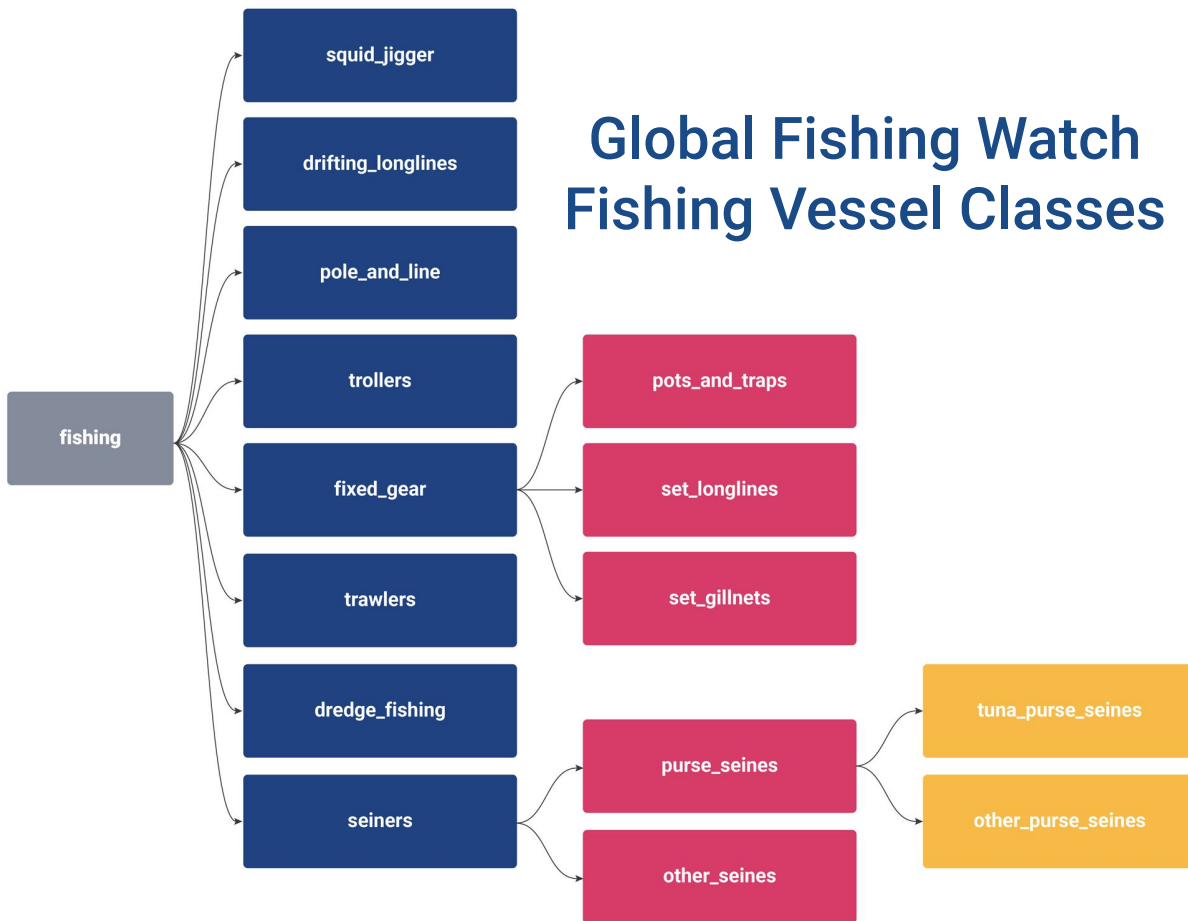 Global Fishing Watch
Fishing Vessel Classes
fishing
squid_jigger
drifting_longlines
pole_and_line
trollers
fixed_gear
trawlers
dredge_fishing
seiners
pots_and_traps
set_longlines
set_gillnets
purse_seines
other_seines
tuna_purse_seines
other_purse_seines